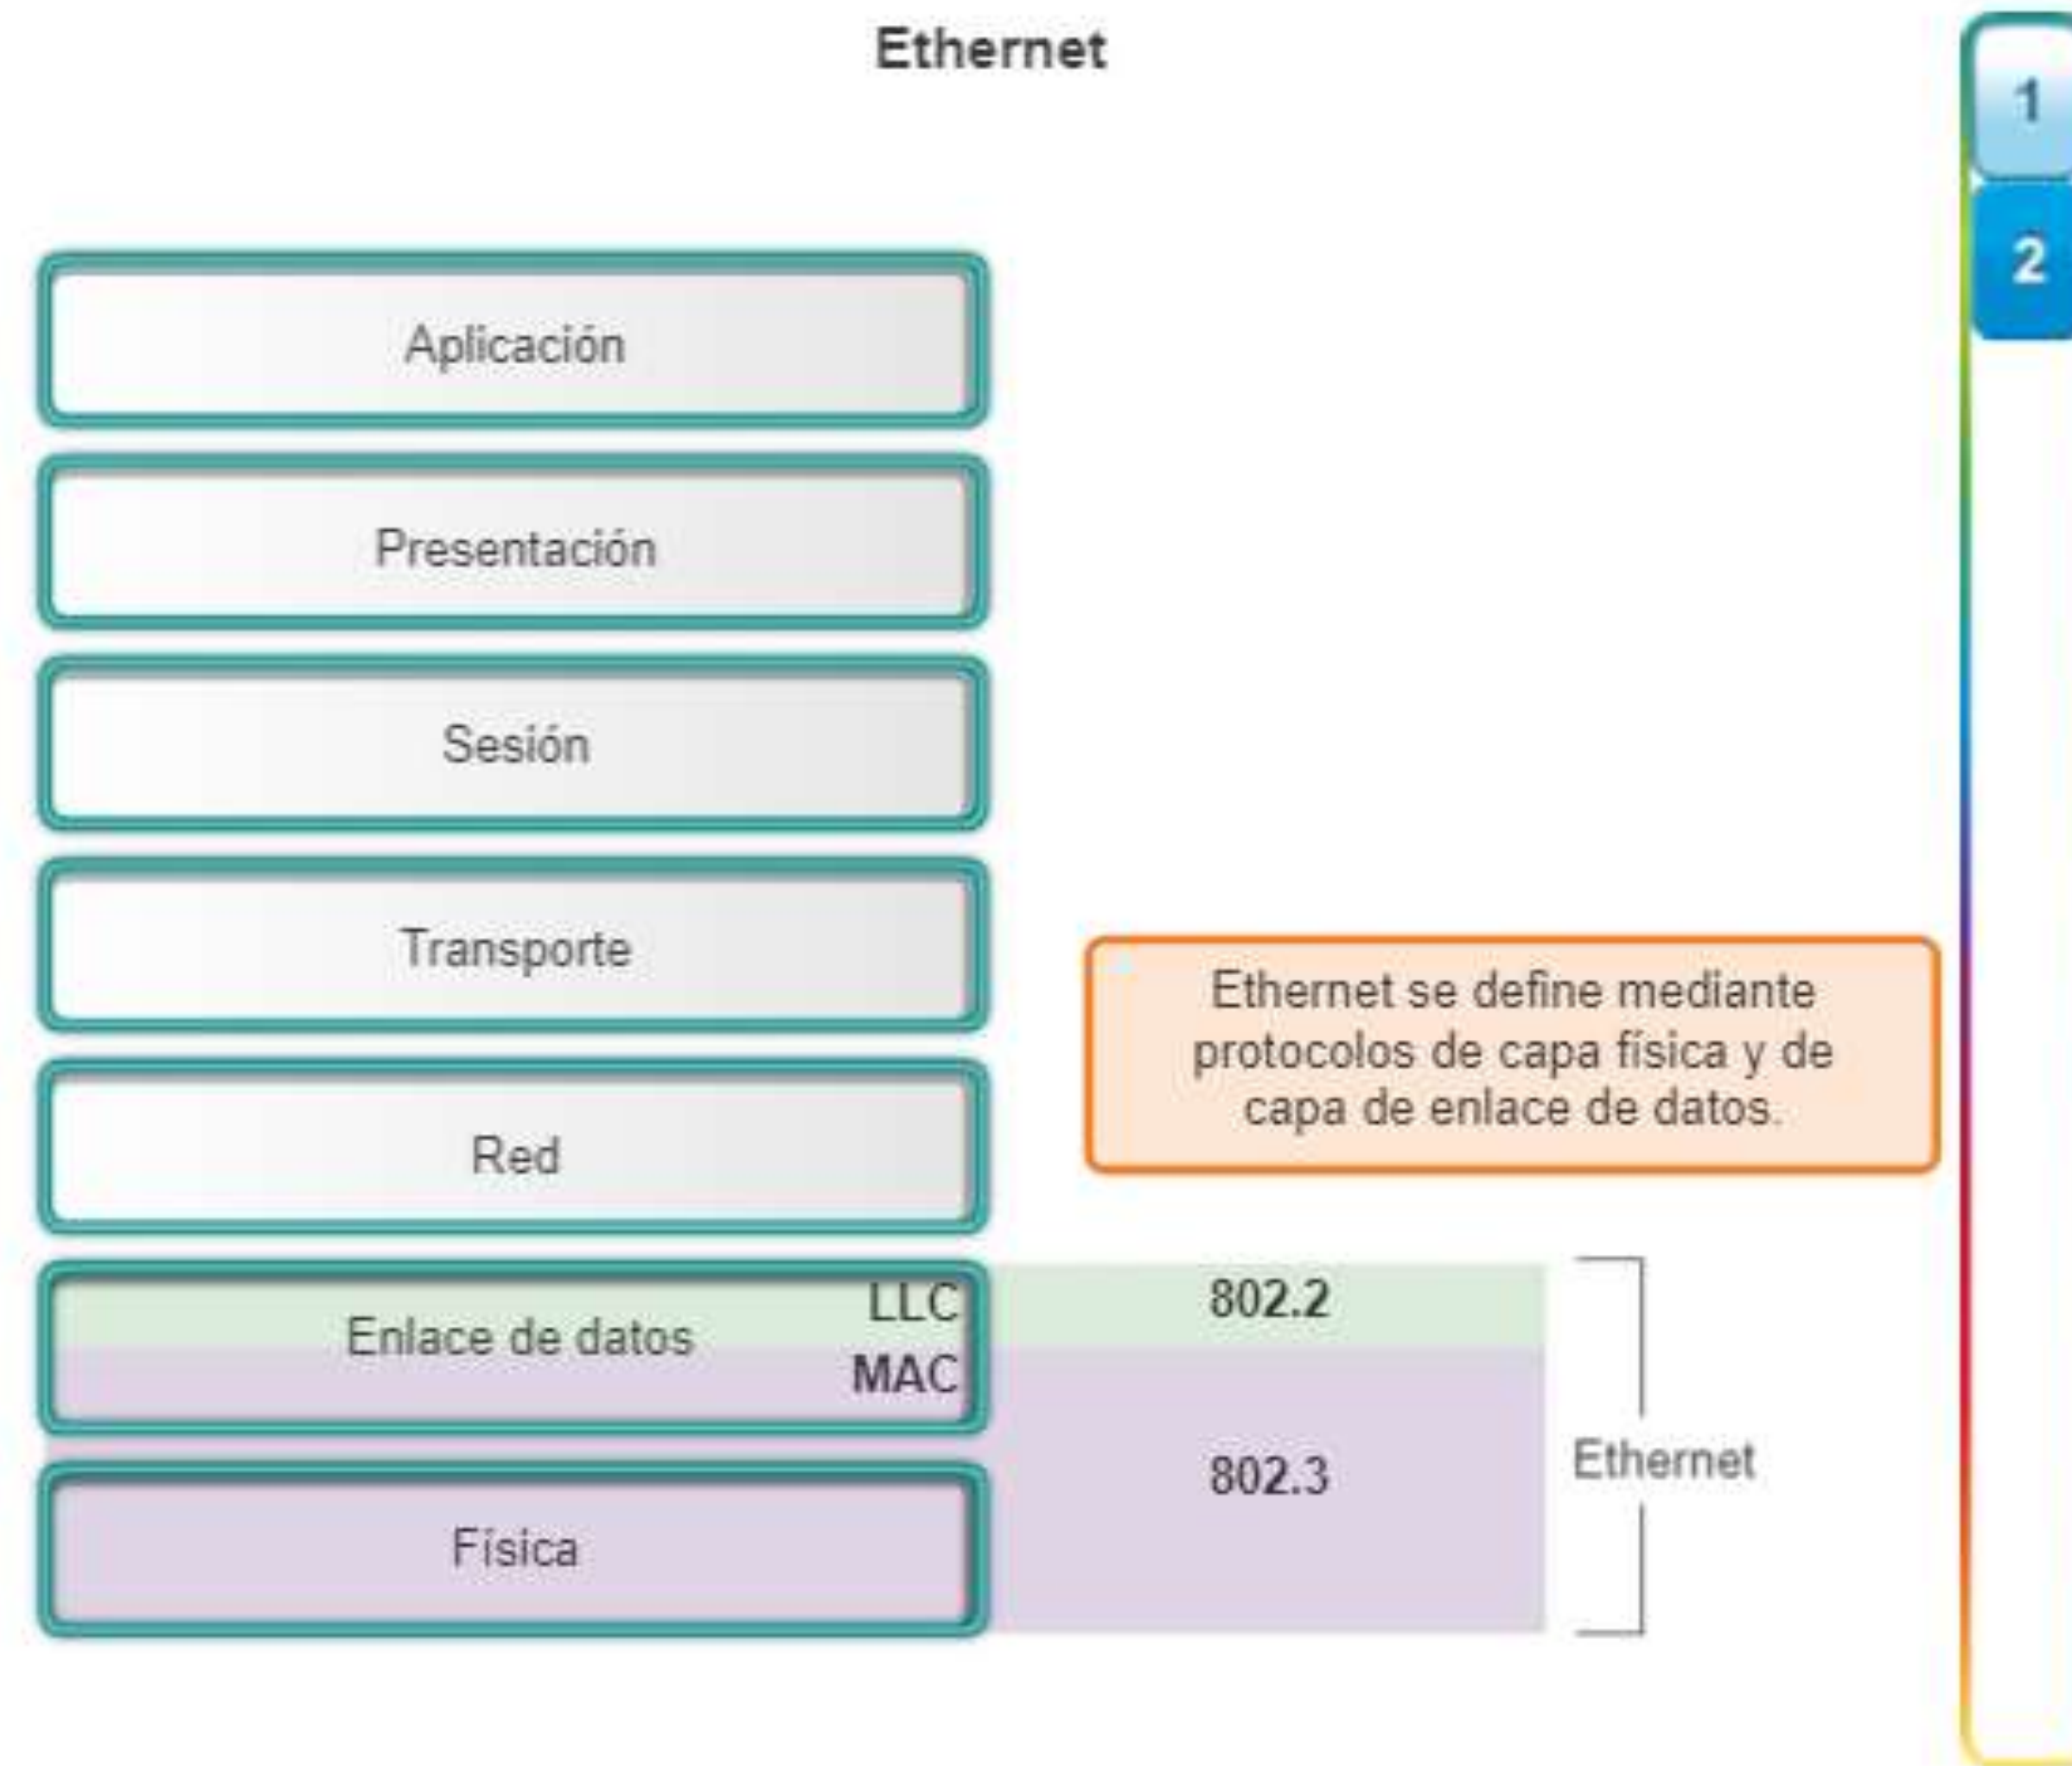 Ethernet
1
2
Aplicación
Presentación
Sesión
Transporte
Ethernet se define mediante
protocolos de capa física y de
capa de enlace de datos.
Red
LLC
802.2
Enlace de datos
MAC
802.3
Ethernet
Física